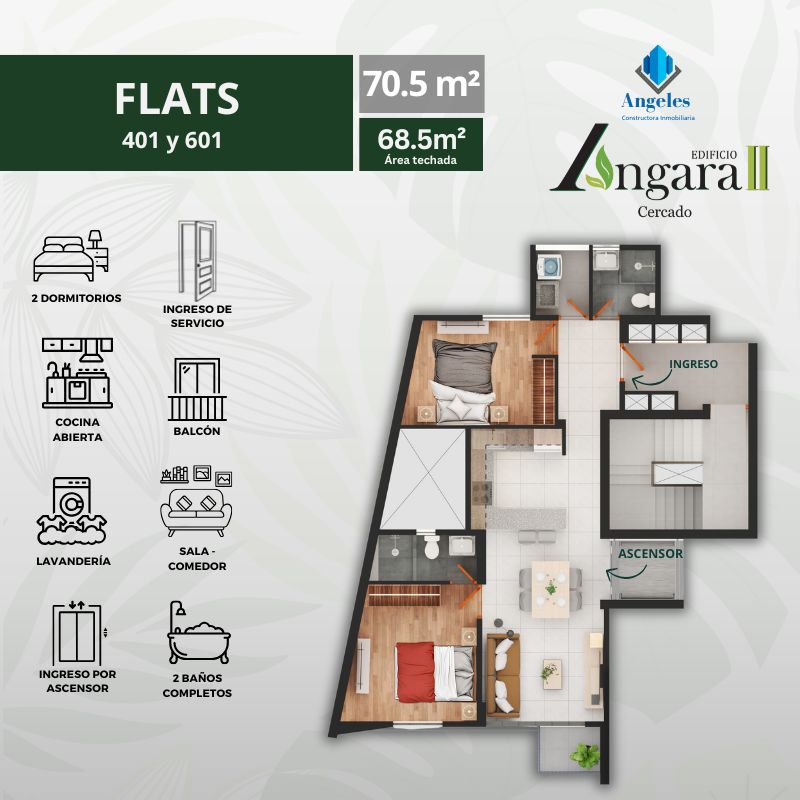 FLATS
401 y 601
70.5 m²
68.5m²
Área techada
Angeles
Constructora Inmobiliaria
EDIFICIO
Angara II
Cercado
2 DORMITORIOS
INGRESO DE
SERVICIO
COCINA
ABIERTA
BALCÓN
LAVANDERÍA
SALA -
COMEDOR
INGRESO POR
ASCENSOR
2 BAÑOS
COMPLETOS
INGRESO
ASCENSOR